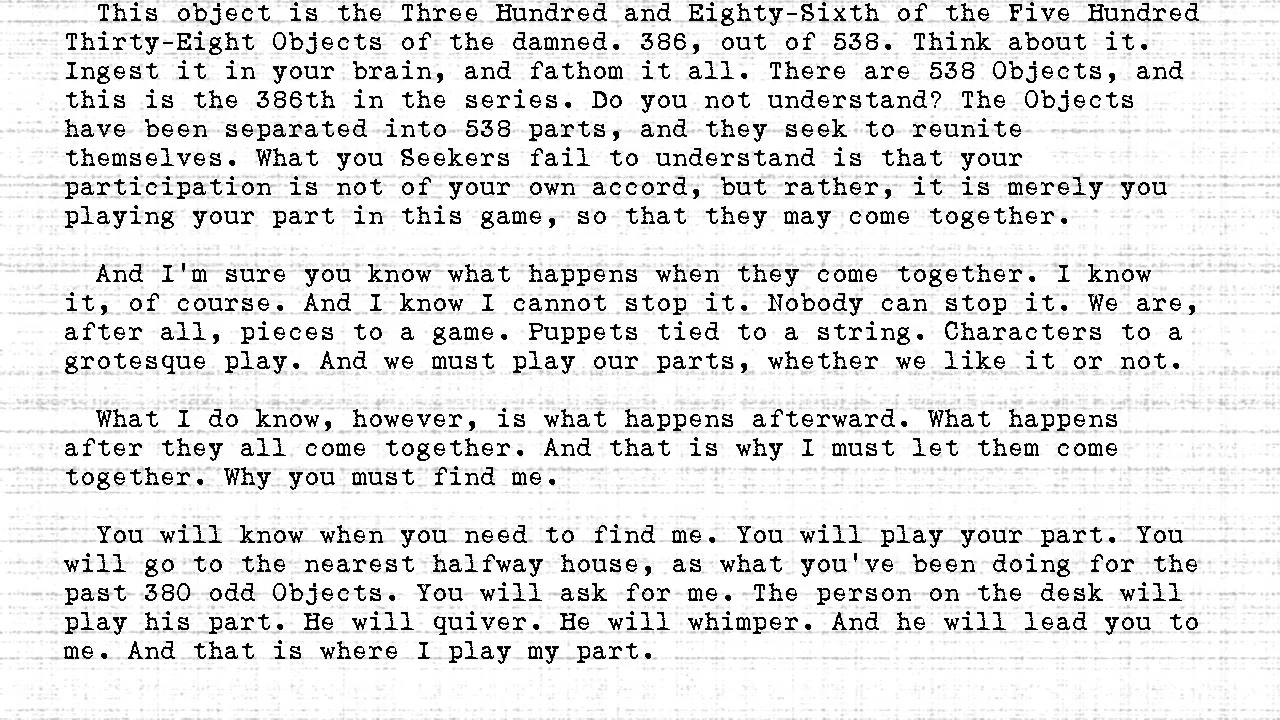 This object is the Three Hundred and Eighty-Sixth of the Five Hundred
Thirty-Eight Objects of the damned. 386, out of 538. Think about it.
Ingest it in your brain, and fathom it all. There are 538 Objects, and
this is the 386th in the series. Do you not understand? The Objects
have been separated into 538 parts, and they seek to reunite
themselves. What you Seekers fail to understand is that your
participation is not of your own accord, but rather, it is merely you
playing your part in this game, so that they may come together.
And I'm sure you know what happens when they come together. I know
it, of course. And I know I cannot stop it. Nobody can stop it. We are,
after all, pieces to a game. Puppets tied to a string. Characters to a
grotesque play. And we must play our parts, whether we like it or not.
What I do know, however, is what happens afterward. What happens
after they all come together. And that is why I must let them come
together. Why you must find me.
You will know when you need to find me. You will play your part. You
will go to the nearest halfway house, as what you've been doing for the
past 380 odd Objects. You will ask for me. The person on the desk will
play his part. He will quiver. He will whimper. And he will lead you to
me. And that is where I play my part.